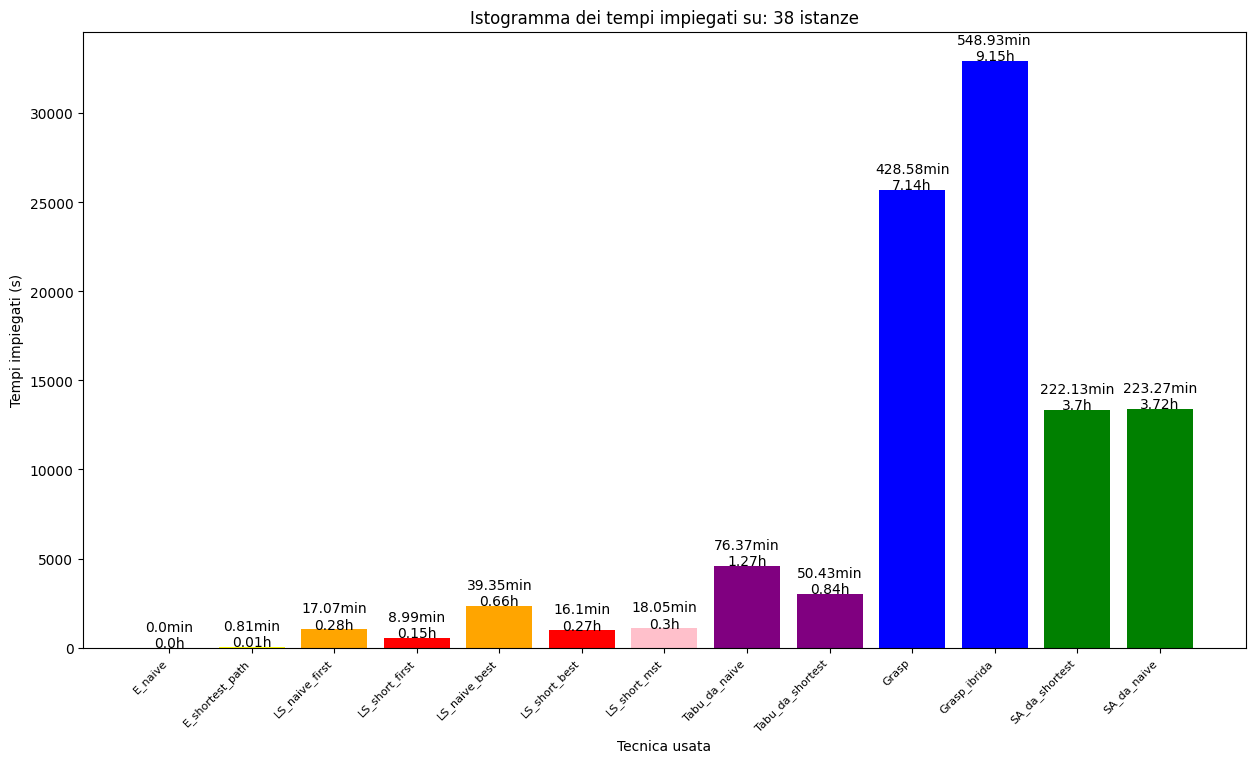 Istogramma dei tempi impiegati su: 38 istanze
Tempi impiegati (s)
30000
25000
20000
15000
10000
5000
0
0.0min
0.0h
0.81min
0.01h
17.07min
0.28h
8.99min
0.15h
39.35min
0.66h
16.1min
0.27h
18.05min
0.3h
76.37min
1.27h
50.43min
0.84h
428.58min
7.14h
548.93min
9.15h
222.13min
3.7h
223.27min
3.72h
E_naive
E_shortest_path
LS_naive_first
LS_short_first
LS_naive_best
LS_short_best
LS_short_mst
Tabu_da_naive
Tabu_da_shortest
Grasp
Grasp_ibrida
SA_da_shortest
SA_da_naive
Tecnica usata